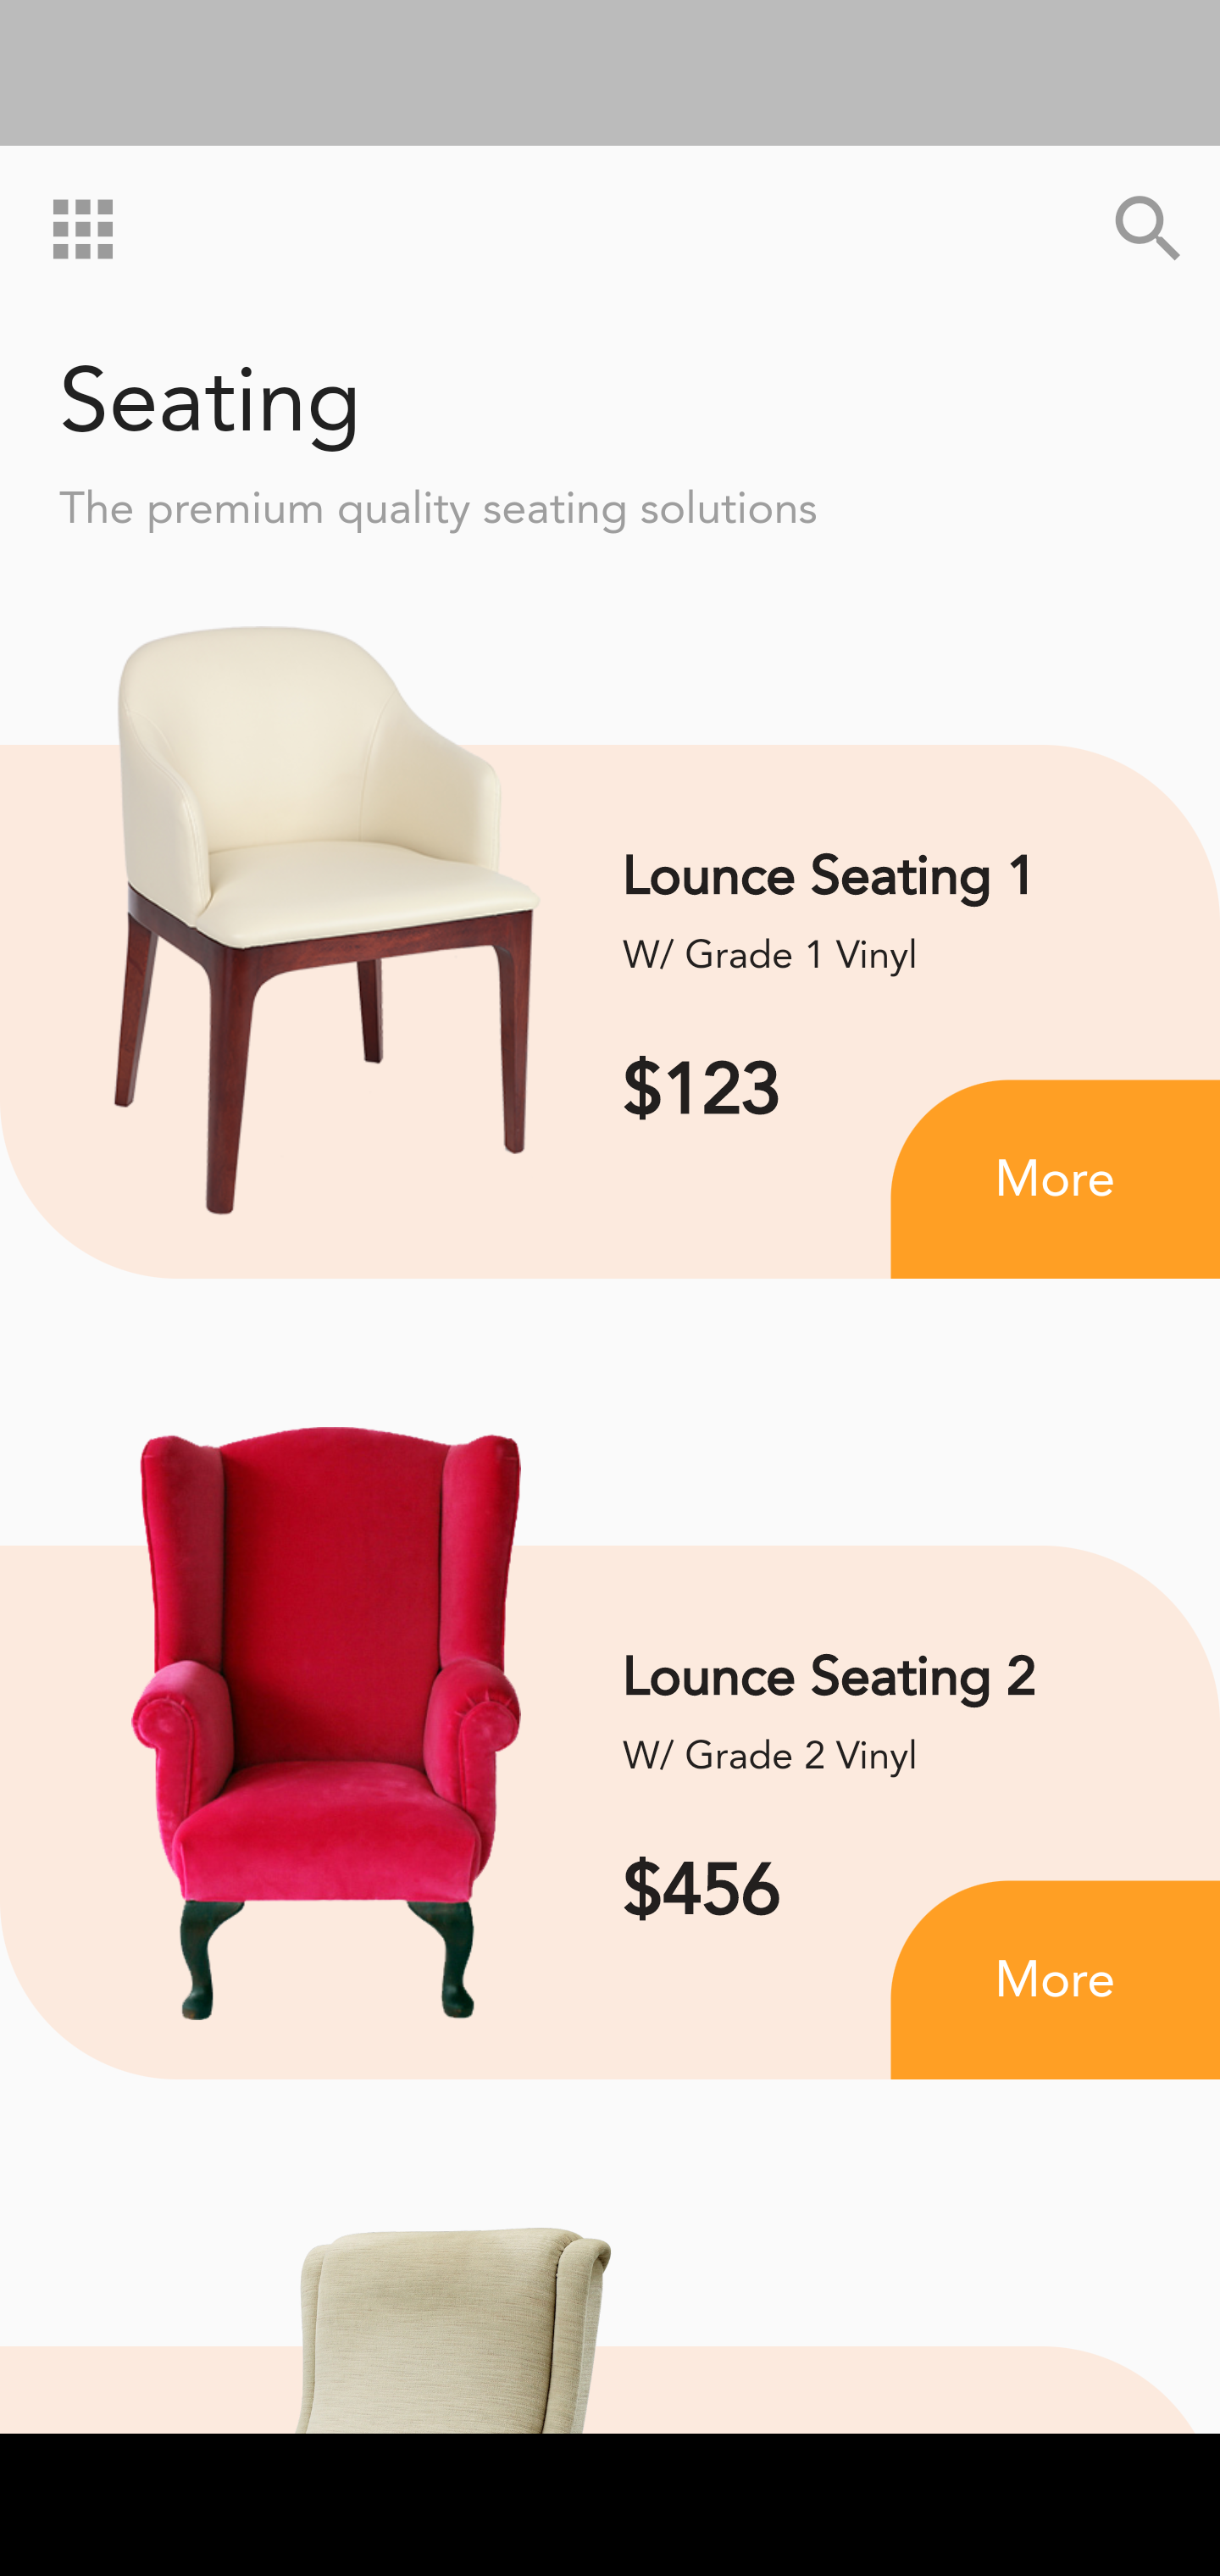 Seating
The premium quality seating solutions
Lounce Seating 1
W/ Grade 1 Vinyl
$123
More
Lounce Seating 2
W/ Grade 2 Vinyl
$456
More